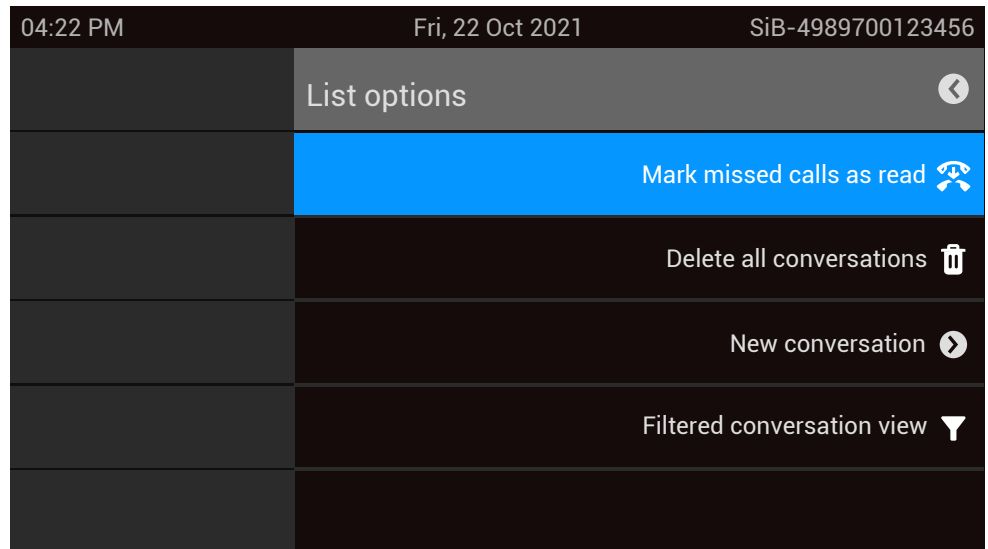 04:22 PM Fri, 22 Oct 2021 SiB-4989700123456
List options
Mark missed calls as read
Delete all conversations
New conversation
Filtered conversation view